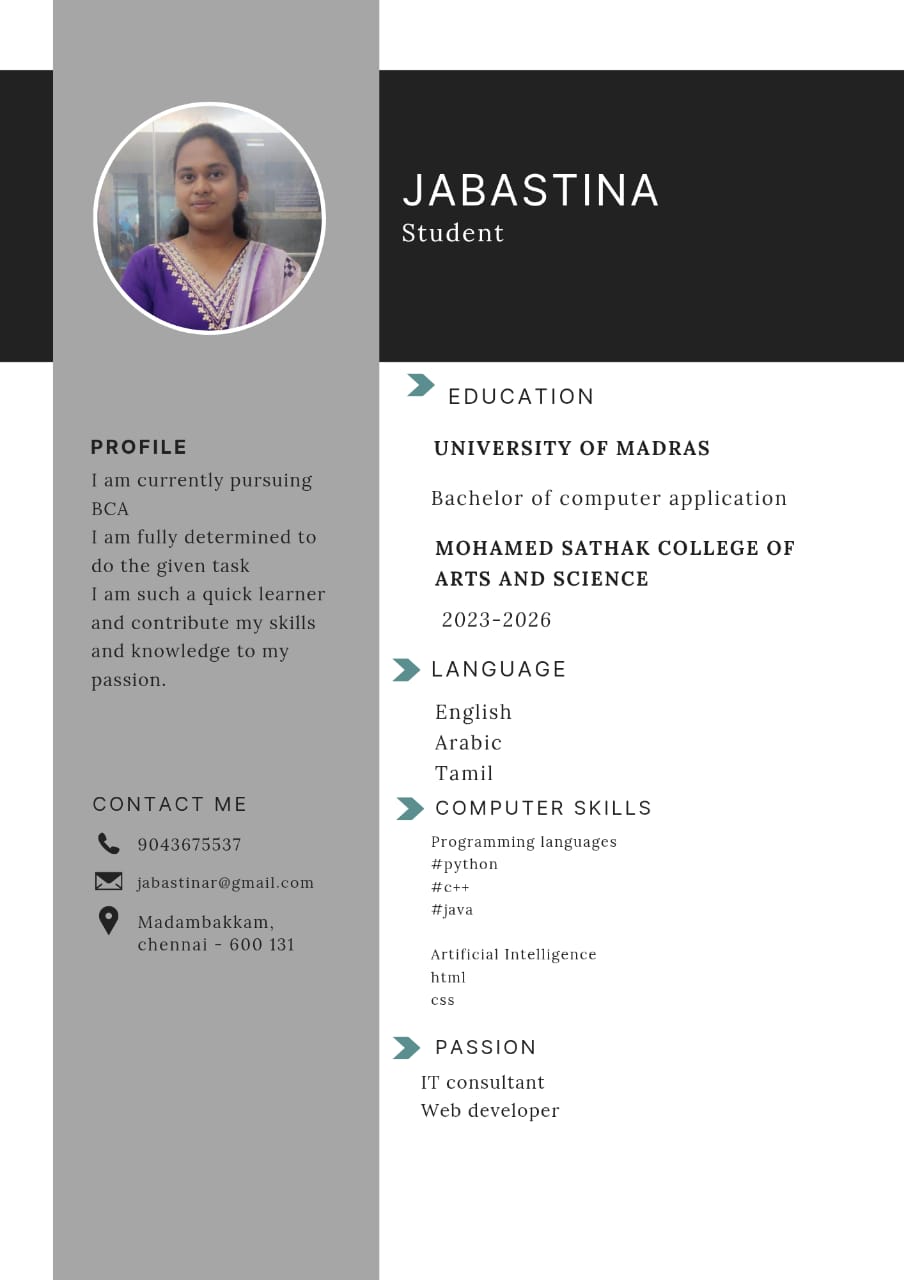 JABASTINA
Student
PROFILE
I am currently pursuing
BCA
I am fully determined to
do the given task
I am such a quick learner
and contribute my skills
and knowledge to my
passion.
CONTACT ME
9043675537
jabastinar@gmail.com
Madambakkam,
chennai - 600 131
EDUCATION
UNIVERSITY OF MADRAS
Bachelor of computer application
MOHAMED SATHAK COLLEGE OF
ARTS AND SCIENCE
2023-2026
LANGUAGE
English
Arabic
Tamil
COMPUTER SKILLS
Programming languages
#python
#c++
#java
Artificial Intelligence
html
css
PASSION
IT consultant
Web developer